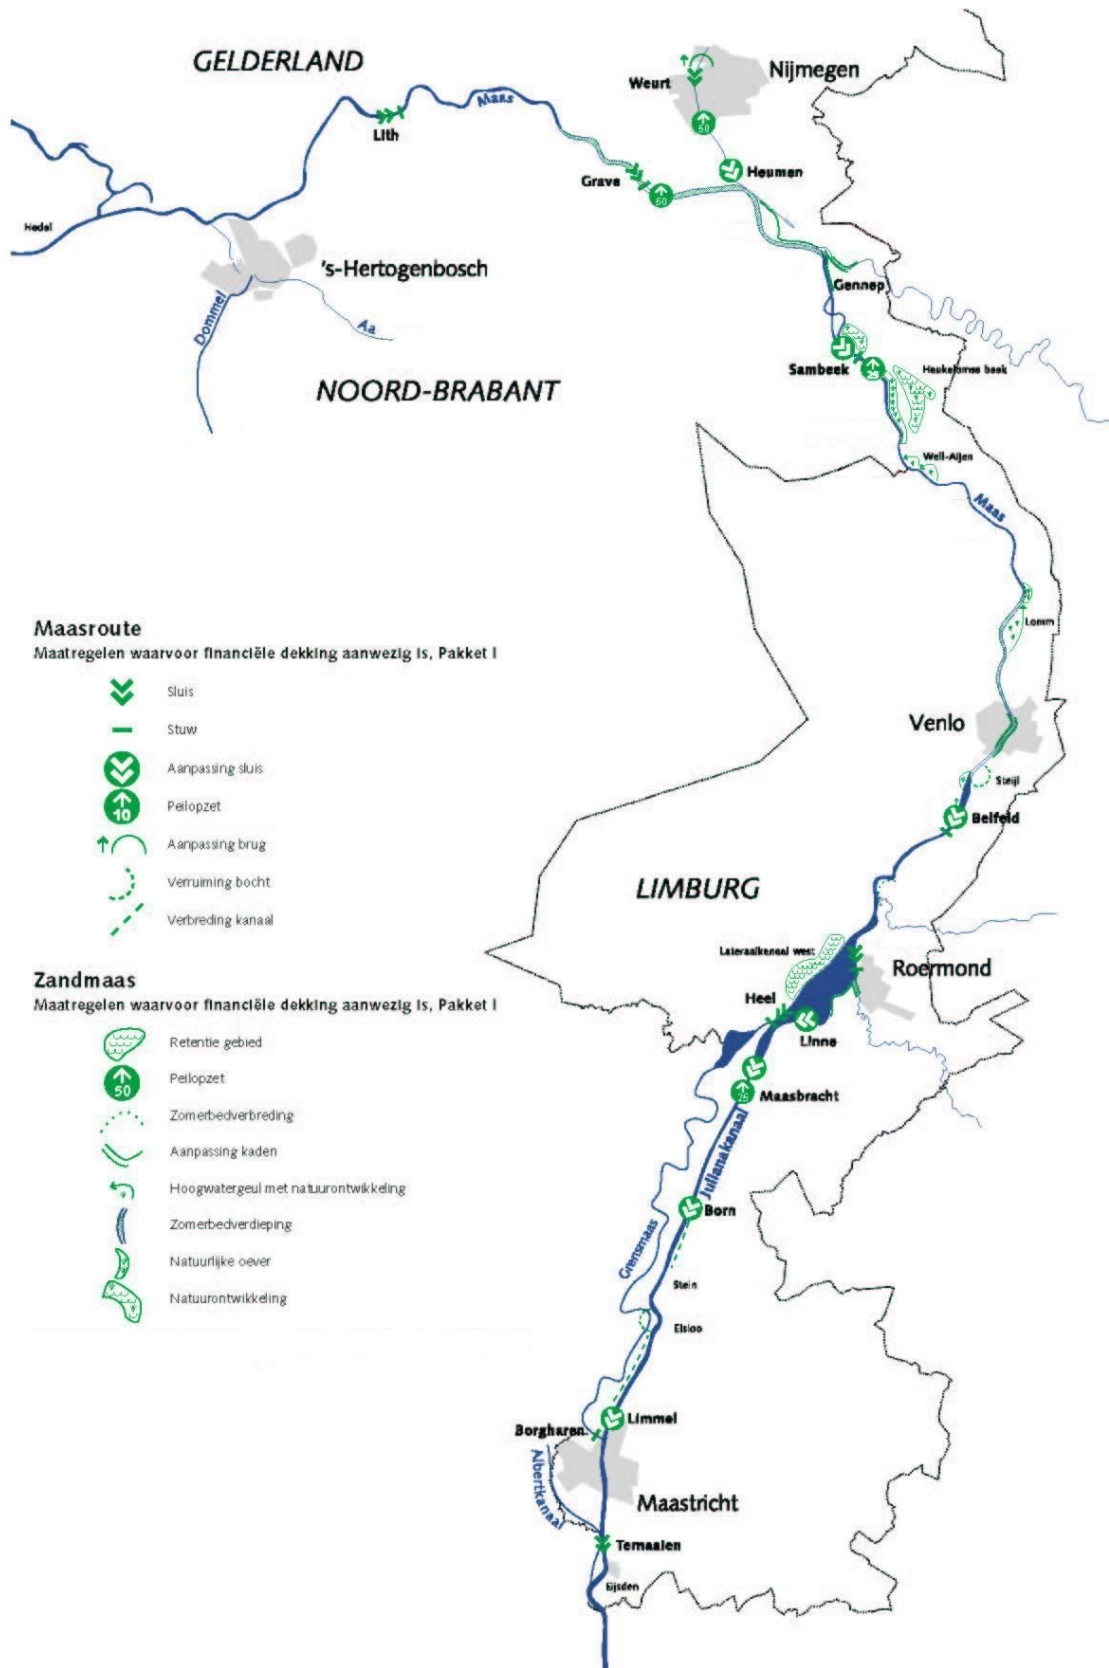 GELDERLAND
Nijmegen
Weurt
50
Maas
Lith
Heumen
Grave
50
Hedel
's-Hertogenbosch
Gennep
Dommel
Aa
Sambeek
25
Heukelomse beek
NOORD-BRABANT
Well-Aijen
Maas
Lomm
Venlo
Steijl
Belfeld
LIMBURG
Lateraalkanaal west
Roermond
Heel
Linne
Maasbracht
25
Julianakanaal
Born
Grensmaas
Stein
Elsloo
Limmel
Borgharen
Albertkanaal
Maastricht
Ternaaien
Eijsden
Maasroute
Maatregelen waarvoor financiële dekking aanwezig is, Pakket I
Sluis
Stuw
Aanpassing sluis
10
Peilopzet
Aanpassing brug
Verruiming bocht
Verbreding kanaal
Zandmaas
Maatregelen waarvoor financiële dekking aanwezig is, Pakket I
Retentie gebied
50
Peilopzet
Zomerbedverbreding
Aanpassing kaden
Hoogwatergeul met natuurontwikkeling
Zomerbedverdieping
Natuurlijke oever
Natuurontwikkeling